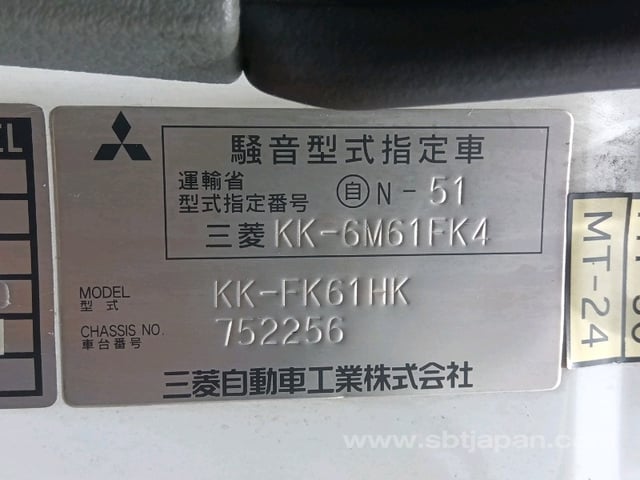 騒音型式指定車
運輸省
型式指定番号
自 N-51
三菱 KK-6M61FK4
MODEL
型式
KK-FK61HK
CHASSIS NO.
車台番号
752256
三菱自動車工業株式会社
MT-24
www.sbtjapan.com